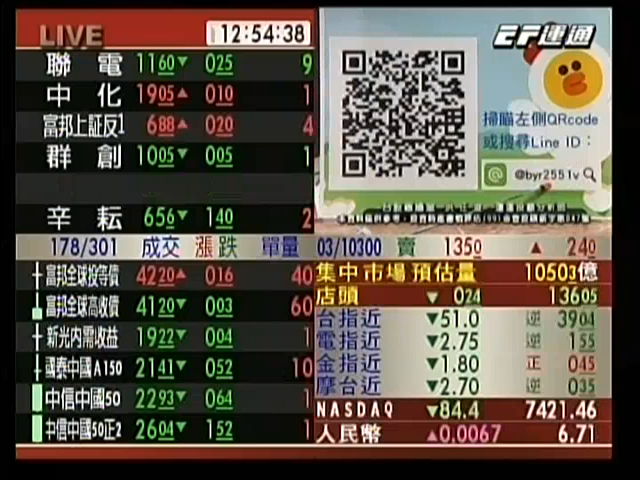 LIVE 12:54:38
聯電 1160▼ 025 9
中化 1905▲ 010 1
富邦上証反1 688▲ 020 4
群創 1005▼ 005 1
辛耘 656▼ 140 2
178/301 成交 漲跌 單量
富邦全球投等債 4220▲ 016 40
富邦全球高收債 4120▼ 003 60
新光內需收益 1922▼ 004 1
國泰中國A150 2141▼ 052 10
中信中國50 2293▼ 064 1
中信中國50正2 2604▼ 152 1
ET運通
掃瞄左側QRcode
或搜尋Line ID：
@byr2551v
03/10300 賣 1350 ▲ 240
集中市場預估量 10503億
店頭 ▼ 024 13605
台指近 ▼51.0 逆 3904
電指近 ▼2.75 逆 155
金指近 ▼1.80 正 045
摩台近 ▼2.70 逆 035
NASDAQ ▼84.4 7421.46
人民幣 ▲0.0067 6.71